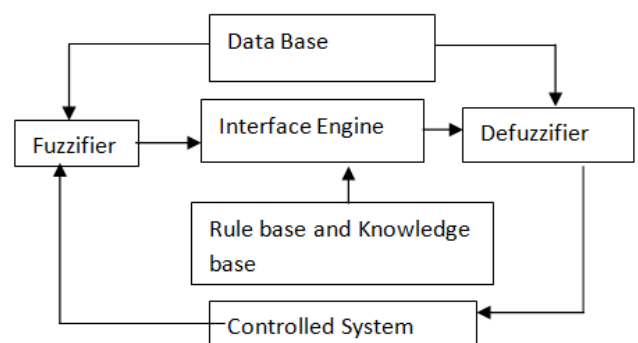 Data Base
Interface Engine
Fuzzifier
Defuzzifier
Rule base and Knowledge
base
Controlled System